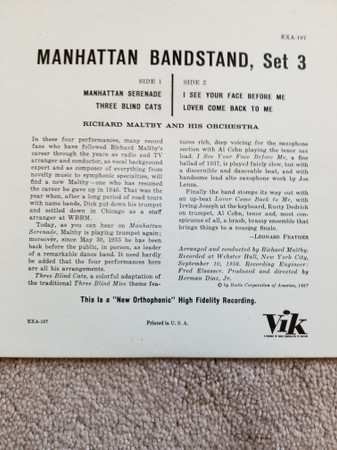 EXA-197
MANHATTAN BANDSTAND, Set 3
SIDE 1
MANHATTAN SERENADE
THREE BLIND CATS
SIDE 2
I SEE YOUR FACE BEFORE ME
LOVER COME BACK TO ME
RICHARD MALTBY AND HIS ORCHESTRA
In these four performances, many record
fans who have followed Richard Maltby's
career through the years as radio and TV
arranger and conductor, as vocal background
expert and as composer of everything from
novelty music to symphonic specialties, will
find a new Maltby—one who has resumed
the career he gave up in 1940. That was the
year when, after a long period of road tours
with name bands, Dick put down his trumpet
and settled down in Chicago as a staff
arranger at WBBM.
Today, as you can hear on Manhattan
Serenade, Maltby is playing trumpet again;
moreover, since May 30, 1955 he has been
back before the public, in person, as leader
of a remarkable dance band. It need hardly
be added that the four performances here
are all his arrangements.
Three Blind Cats, a colorful adaptation of
the traditional Three Blind Mice theme fea-
tures rich, deep voicing for the saxophone
section with Al Cohn playing the tenor sax
lead. I See Your Face Before Me, a fine
ballad of 1937, is played fairly slow, but with
a discernible and danceable beat, and with
handsome lead alto saxophone work by Joe
Lenza.
Finally the band stomps its way out with
an up-beat Lover Come Back To Me, with
Irving Joseph at the keyboard, Rusty Dedrick
on trumpet, Al Cohn, tenor and, most con-
spicuous of all, a brash, brassy ensemble that
brings things to a rousing finale.
—LEONARD FEATHER
Arranged and conducted by Richard Maltby.
Recorded at Webster Hall, New York City,
September 10, 1956. Recording Engineer:
Fred Elsasser. Produced and directed by
Herman Diaz, Jr.
© by Radio Corporation of America, 1957
This Is a "New Orthophonic" High Fidelity Recording.
EXA-197
Printed in U. S. A.
Vik